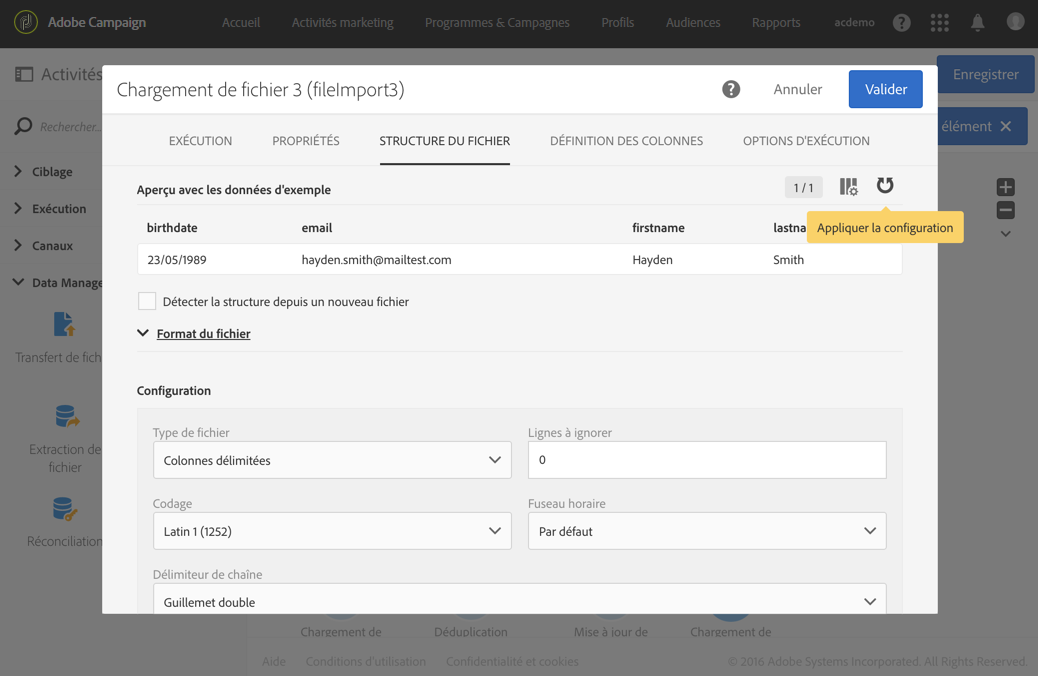 Adobe Campaign
Accueil
Activités marketing
Programmes & Campagnes
Profils
Audiences
Rapports
acdemo
Activités
Enregistrer
Chargement de fichier 3 (fileImport3)
Annuler
Valider
Rechercher...
élément
EXÉCUTION
PROPRIÉTÉS
STRUCTURE DU FICHIER
DÉFINITION DES COLONNES
OPTIONS D'EXÉCUTION
Ciblage
Exécution
Canaux
Data Manage
Transfert de fich
Extraction de
fichier
Réconciliation
Aperçu avec les données d'exemple
1 / 1
Appliquer la configuration
birthdate
email
firstname
lastna
23/05/1989
hayden.smith@mailtest.com
Hayden
Smith
Détecter la structure depuis un nouveau fichier
Format du fichier
Configuration
Type de fichier
Lignes à ignorer
Colonnes délimitées
0
Codage
Fuseau horaire
Latin 1 (1252)
Par défaut
Délimiteur de chaîne
Guillemet double
Chargement de
Déduplication
Mise à jour de
Chargement de
Aide
Conditions d'utilisation
Confidentialité et cookies
© 2016 Adobe Systems Incorporated. All Rights Reserved.